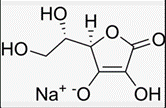 HO OH
H
HO O O
Na⁺ ⁻O OH